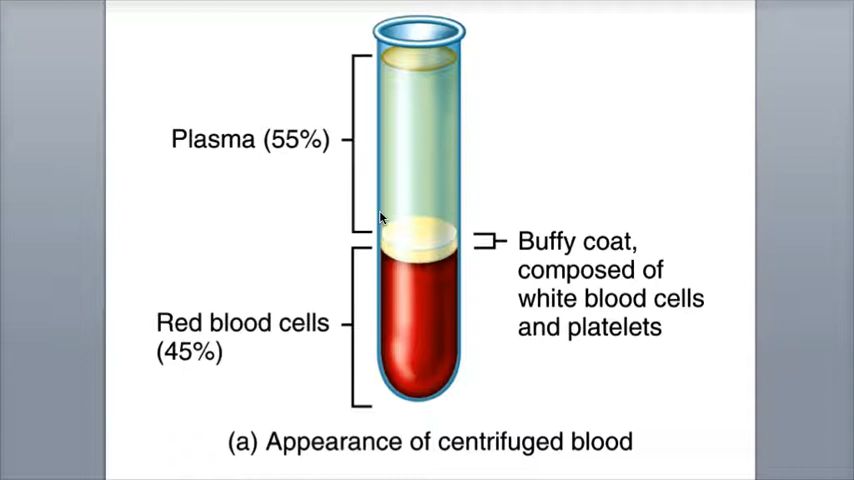 Plasma (55%)
Buffy coat,
composed of
white blood cells
and platelets
Red blood cells
(45%)
(a) Appearance of centrifuged blood